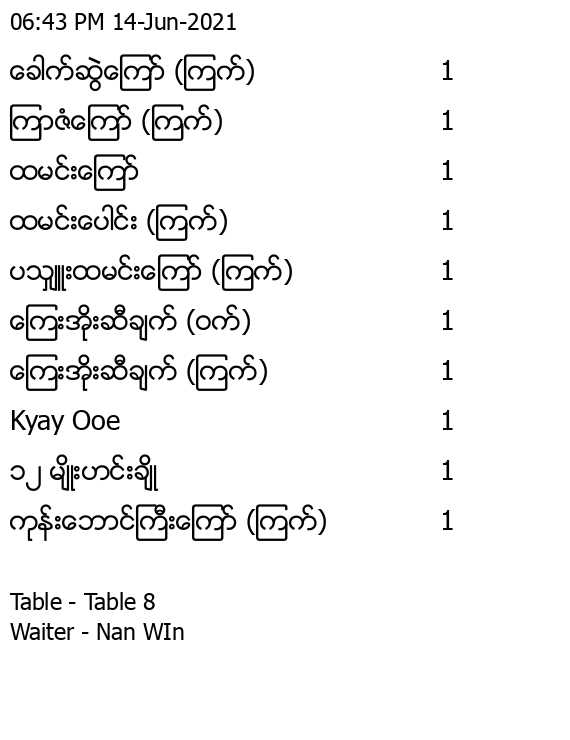 06:43 PM 14-Jun-2021
ခေါက်ဆွဲကြော် (ကြက်) 1
ကြာဇံကြော် (ကြက်) 1
ထမင်းကြော် 1
ထမင်းပေါင်း (ကြက်) 1
ပသျှူးထမင်းကြော် (ကြက်) 1
ကြေးအိုးဆီချက် (ဝက်) 1
ကြေးအိုးဆီချက် (ကြက်) 1
Kyay Ooe 1
၁၂ မျိုးဟင်းချို 1
ကုန်းဘောင်ကြီးကြော် (ကြက်) 1
Table - Table 8
Waiter - Nan WIn